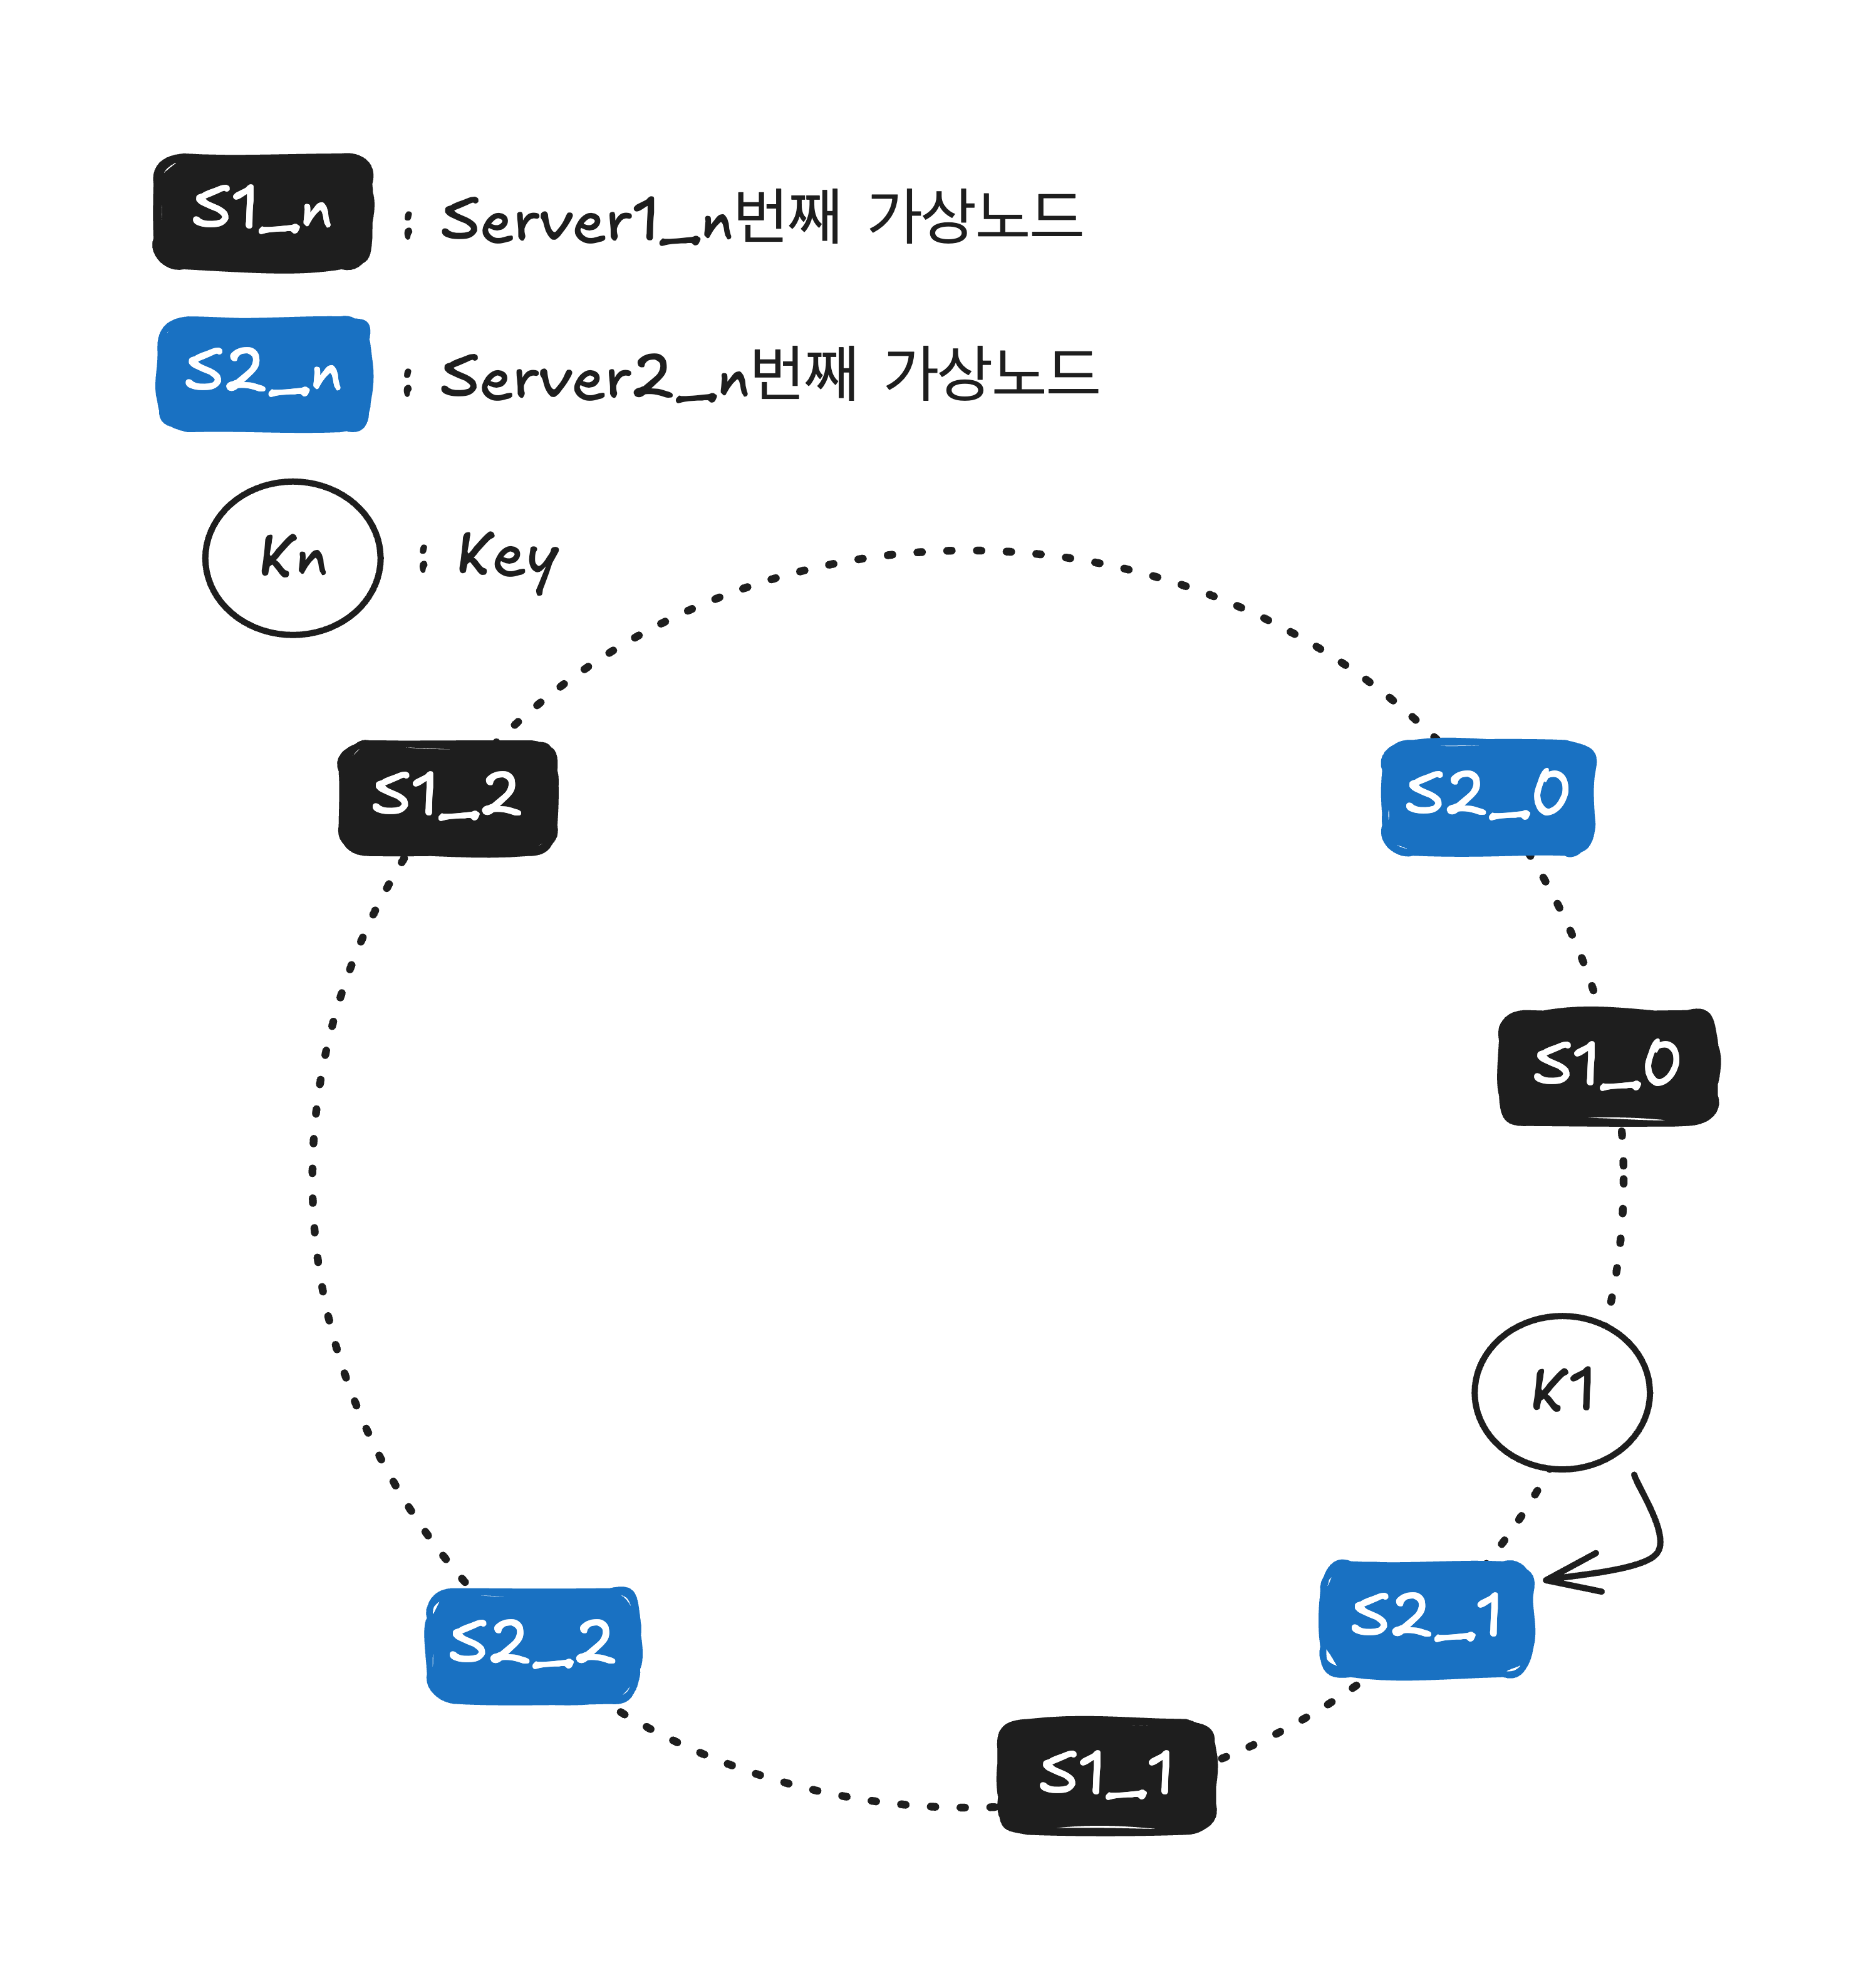 S1_n : Server1_n번째 가상노드
S2_n : Server2_n번째 가상노드
Kn : Key
S1_2
S2_0
S1_0
K1
S2_1
S2_2
S1_1